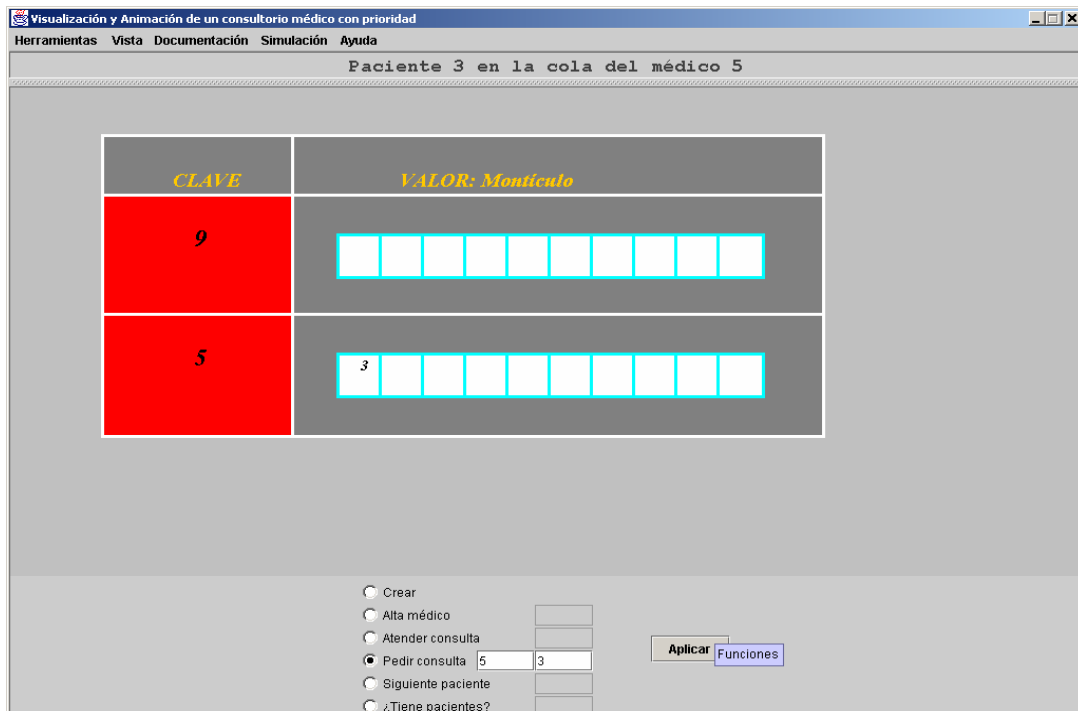 Visualización y Animación de un consultorio médico con prioridad
Herramientas Vista Documentación Simulación Ayuda
Paciente 3 en la cola del médico 5
CLAVE VALOR: Montículo
9
5 3
Crear
Alta médico
Atender consulta
Pedir consulta 5 3
Aplicar Funciones
Siguiente paciente
¿Tiene pacientes?